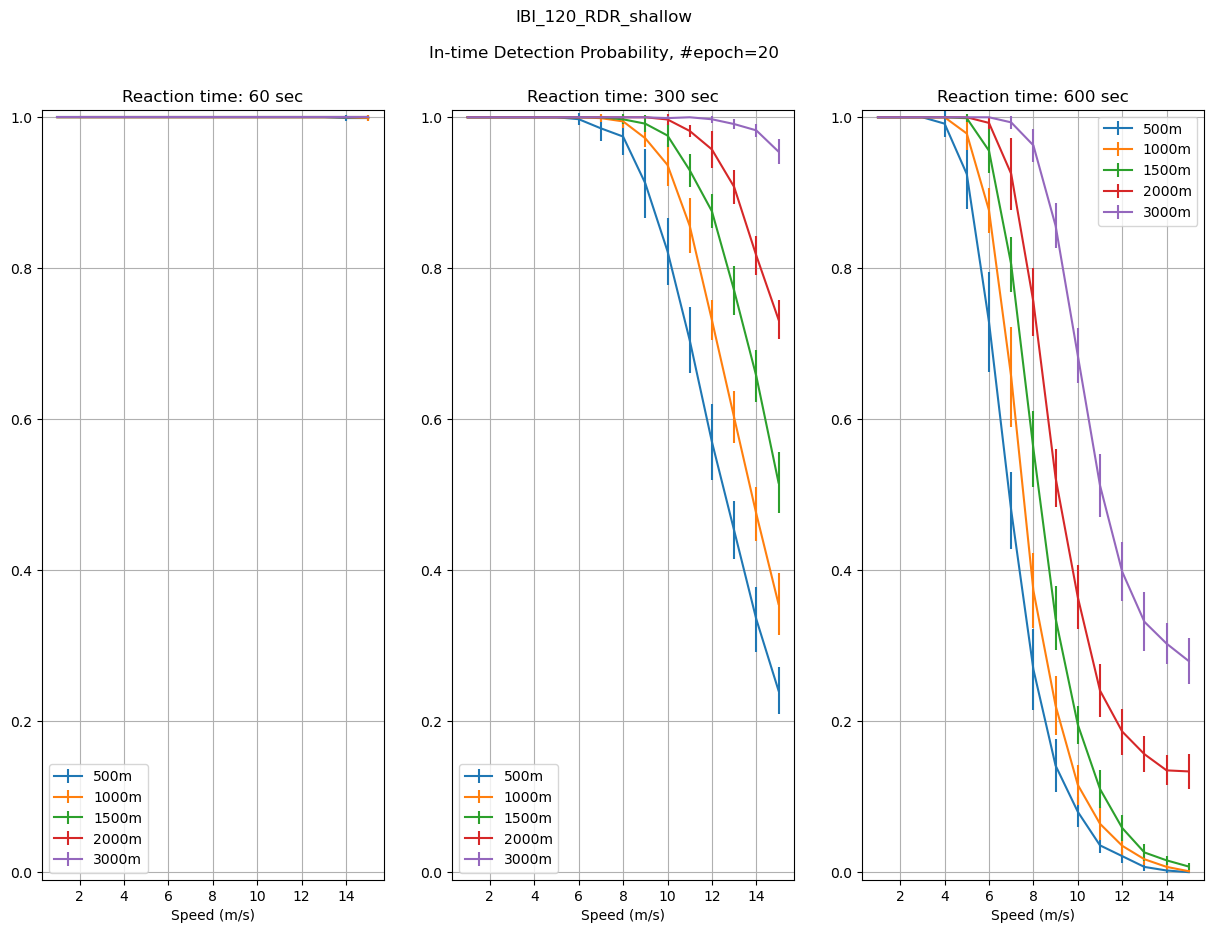 IBI_120_RDR_shallow
In-time Detection Probability, #epoch=20
Reaction time: 60 sec
1.0
0.8
0.6
0.4
0.2
0.0
500m
1000m
1500m
2000m
3000m
2 4 6 8 10 12 14
Speed (m/s)
Reaction time: 300 sec
1.0
0.8
0.6
0.4
0.2
0.0
500m
1000m
1500m
2000m
3000m
2 4 6 8 10 12 14
Speed (m/s)
Reaction time: 600 sec
1.0
0.8
0.6
0.4
0.2
0.0
500m
1000m
1500m
2000m
3000m
2 4 6 8 10 12 14
Speed (m/s)